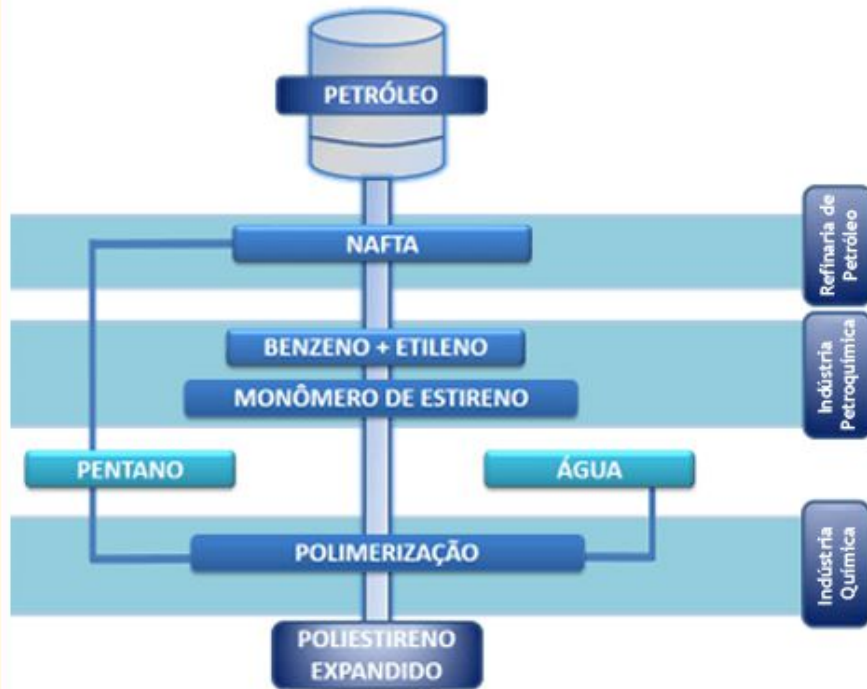 PETRÓLEO
NAFTA
Refinaria de
Petróleo
BENZENO + ETILENO
MONÔMERO DE ESTIRENO
Indústria
Petroquímica
PENTANO
ÁGUA
POLIMERIZAÇÃO
Indústria
Química
POLIESTIRENO
EXPANDIDO